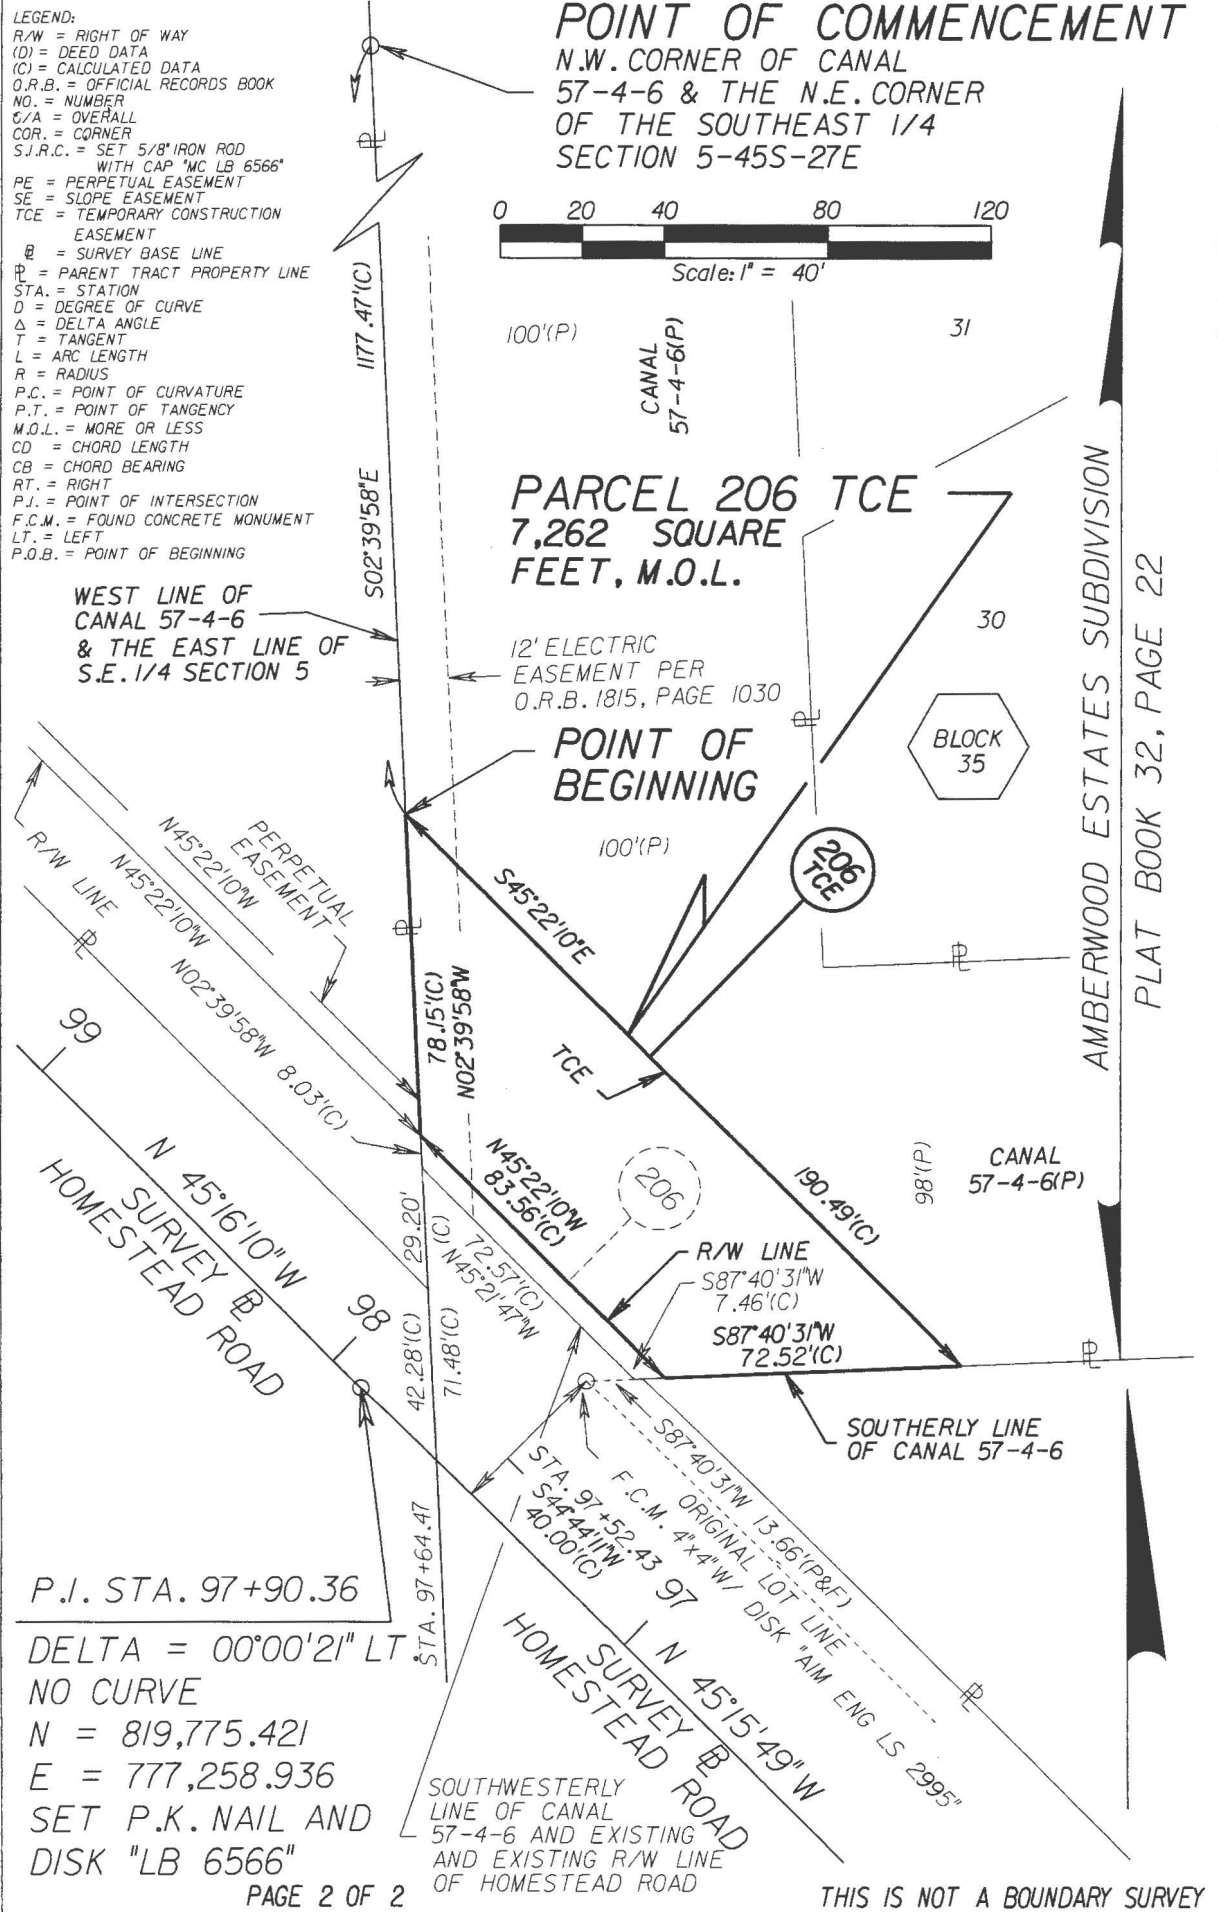 LEGEND:
R/W = RIGHT OF WAY
(D) = DEED DATA
(C) = CALCULATED DATA
O.R.B. = OFFICIAL RECORDS BOOK
NO. = NUMBER
O/A = OVERALL
COR. = CORNER
S.I.R.C. = SET 5/8" IRON ROD
WITH CAP "MC LB 6566"
PE = PERPETUAL EASEMENT
SE = SLOPE EASEMENT
TCE = TEMPORARY CONSTRUCTION
EASEMENT
= SURVEY BASE LINE
= PARENT TRACT PROPERTY LINE
STA. = STATION
D = DEGREE OF CURVE
Δ = DELTA ANGLE
T = TANGENT
L = ARC LENGTH
R = RADIUS
P.C. = POINT OF CURVATURE
P.T. = POINT OF TANGENCY
M.O.L. = MORE OR LESS
CD = CHORD LENGTH
CB = CHORD BEARING
RT. = RIGHT
P.I. = POINT OF INTERSECTION
F.C.M. = FOUND CONCRETE MONUMENT
LT. = LEFT
P.O.B. = POINT OF BEGINNING
POINT OF COMMENCEMENT
N.W. CORNER OF CANAL
57-4-6 & THE N.E. CORNER
OF THE SOUTHEAST 1/4
SECTION 5-45S-27E
0 20 40 80 120
Scale: 1" = 40'
1177.47'(C)
S02°39'58"E
100'(P)
CANAL
57-4-6(P)
31
PARCEL 206 TCE
7,262 SQUARE
FEET, M.O.L.
WEST LINE OF
CANAL 57-4-6
& THE EAST LINE OF
S.E. 1/4 SECTION 5
12' ELECTRIC
EASEMENT PER
O.R.B. 1815, PAGE 1030
30
BLOCK
35
AMBERWOOD ESTATES SUBDIVISION
PLAT BOOK 32, PAGE 22
POINT OF
BEGINNING
100'(P)
206
TCE
R/W LINE
N45°22'10"W
N45°22'10"W
PERPETUAL
EASEMENT
S45°22'10"E
N02°39'58"W 8.03'(C)
78.15'(C)
N02°39'58"W
TCE
99
N 45°16'10" W
SURVEY
HOMESTEAD ROAD
98
N45°22'10"W
83.56'(C)
206
190.49'(C)
98'(P)
CANAL
57-4-6(P)
29.20'
(C)
72.57'(C)
N45°21'47"W
R/W LINE
S87°40'31"W
7.46'(C)
S87°40'31"W
72.52'(C)
42.28'(C)
71.48'(C)
SOUTHERLY LINE
OF CANAL 57-4-6
STA. 97+64.47
STA. 97+52.43
S44°44'11"W
40.00'(C)
S87°40'31"W 13.66'(P&F)
ORIGINAL LOT LINE
F.C.M. 4"x4" W/ DISK "AIM ENG LS 2995"
97
N 45°15'49" W
SURVEY
HOMESTEAD ROAD
P.I. STA. 97+90.36
DELTA = 00°00'21" LT.
NO CURVE
N = 819,775.421
E = 777,258.936
SET P.K. NAIL AND
DISK "LB 6566"
SOUTHWESTERLY
LINE OF CANAL
57-4-6 AND EXISTING
AND EXISTING R/W LINE
OF HOMESTEAD ROAD
PAGE 2 OF 2
THIS IS NOT A BOUNDARY SURVEY